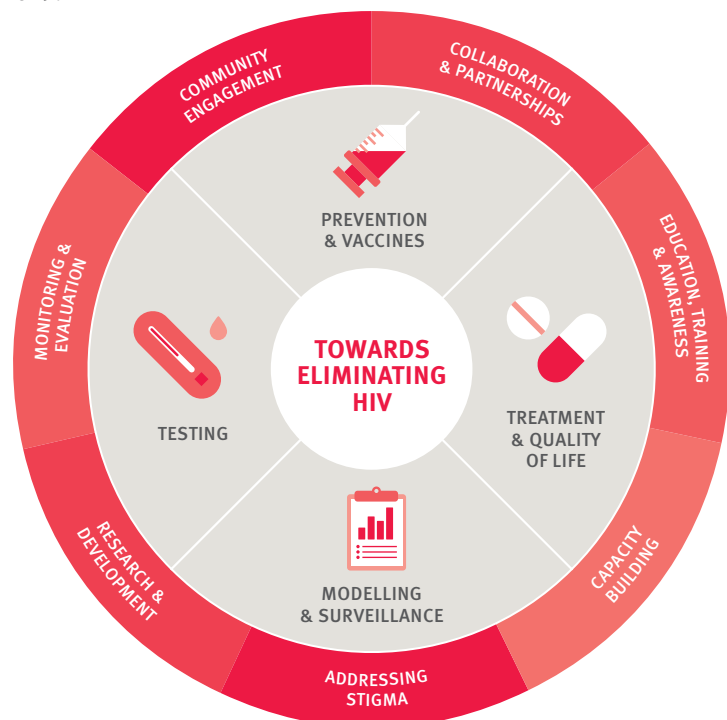 COMMUNITY
ENGAGEMENT
COLLABORATION
& PARTNERSHIPS
EDUCATION, TRAINING
& AWARENESS
CAPACITY
BUILDING
ADDRESSING
STIGMA
RESEARCH &
DEVELOPMENT
MONITORING &
EVALUATION
PREVENTION
& VACCINES
TREATMENT
& QUALITY
OF LIFE
MODELLING
& SURVEILLANCE
TESTING
TOWARDS
ELIMINATING
HIV